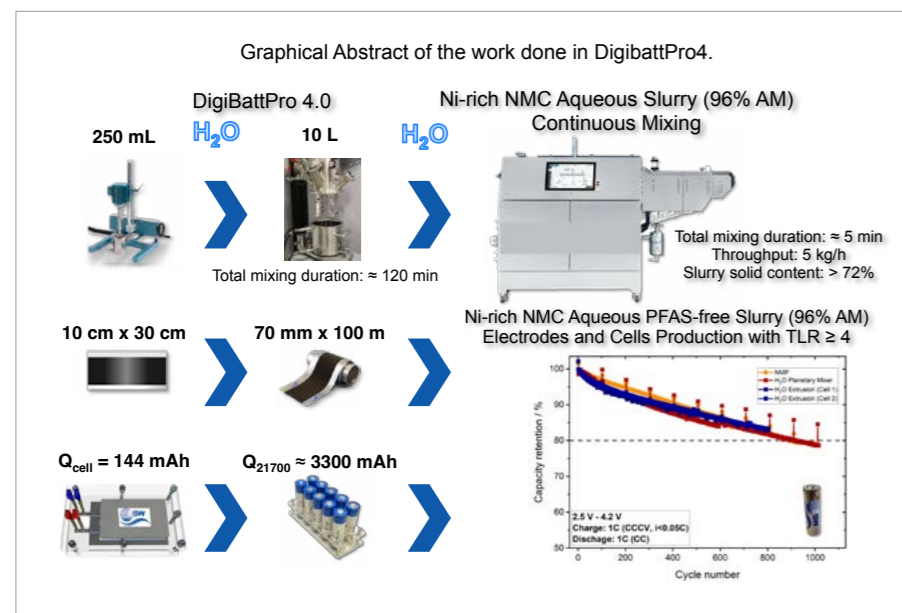 Graphical Abstract of the work done in DigibattPro4.
DigiBattPro 4.0
250 mL
H₂O
10 L
H₂O
Total mixing duration: ≈ 120 min
Ni-rich NMC Aqueous Slurry (96% AM)
Continuous Mixing
Total mixing duration: ≈ 5 min
Throughput: 5 kg/h
Slurry solid content: > 72%
10 cm x 30 cm
70 mm x 100 m
Ni-rich NMC Aqueous PFAS-free Slurry (96% AM)
Electrodes and Cells Production with TLR ≥ 4
Q_cell = 144 mAh
Q_21700 ≈ 3300 mAh
Capacity retention / %
100
90
80
70
60
50
NMP
H₂O Planetary Mixer
H₂O Extrusion (Cell 1)
H₂O Extrusion (Cell 2)
2.5 V - 4.2 V
Charge: 1C (CCCV, i<0.05C)
Dischage: 1C (CC)
0
200
400
600
800
1000
Cycle number